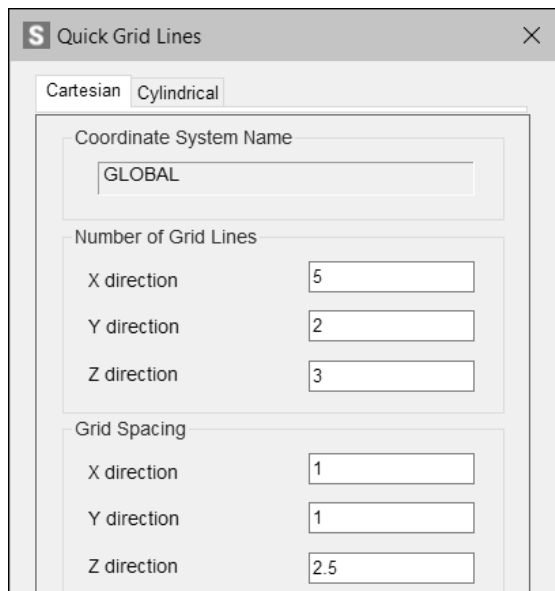 S Quick Grid Lines
Cartesian Cylindrical
Coordinate System Name
GLOBAL
Number of Grid Lines
X direction 5
Y direction 2
Z direction 3
Grid Spacing
X direction 1
Y direction 1
Z direction 2.5